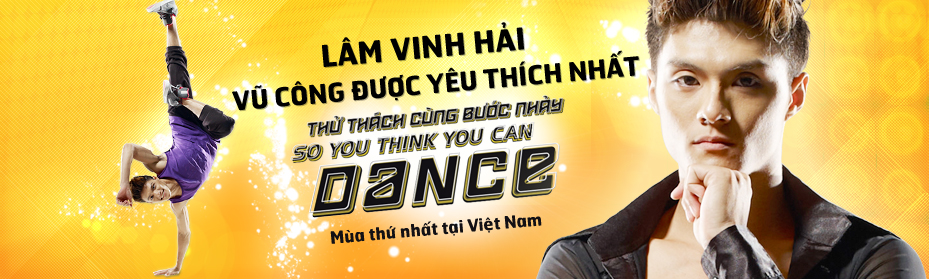 LÂM VINH HẢI
VŨ CÔNG ĐƯỢC YÊU THÍCH NHẤT
THỬ THÁCH CÙNG BƯỚC NHẢY
SO YOU THINK YOU CAN
DANCE
Mùa thứ nhất tại Việt Nam